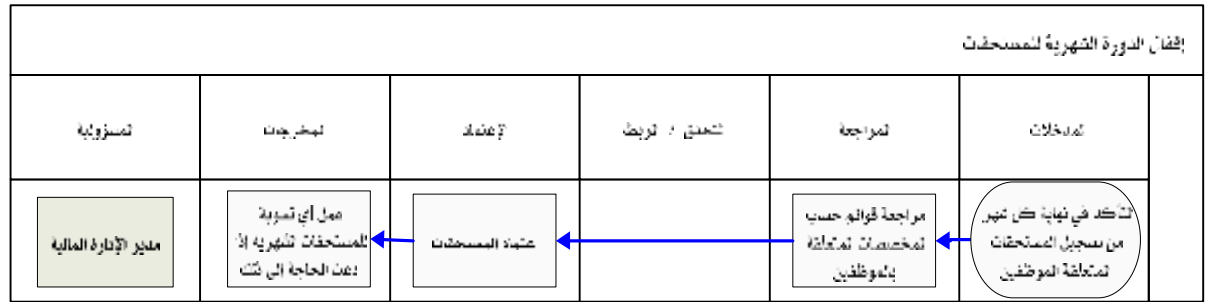 إقفال الدورة الشهرية للمستحقات
المدخلات
المراجعة
التحقق / الربط
الإعتماد
المخرجات
المسؤولية
التأكد في نهاية كل شهر
من تسجيل المستحقات
المتعلقة الموظفين
مراجعة قوائم حسب
المخصصات المتعلقة
بالموظفين
إعتماد المستحقات
عمل أي تسوية
للمستحقات الشهرية إذا
دعت الحاجة إلى ذلك
مدير الإدارة المالية